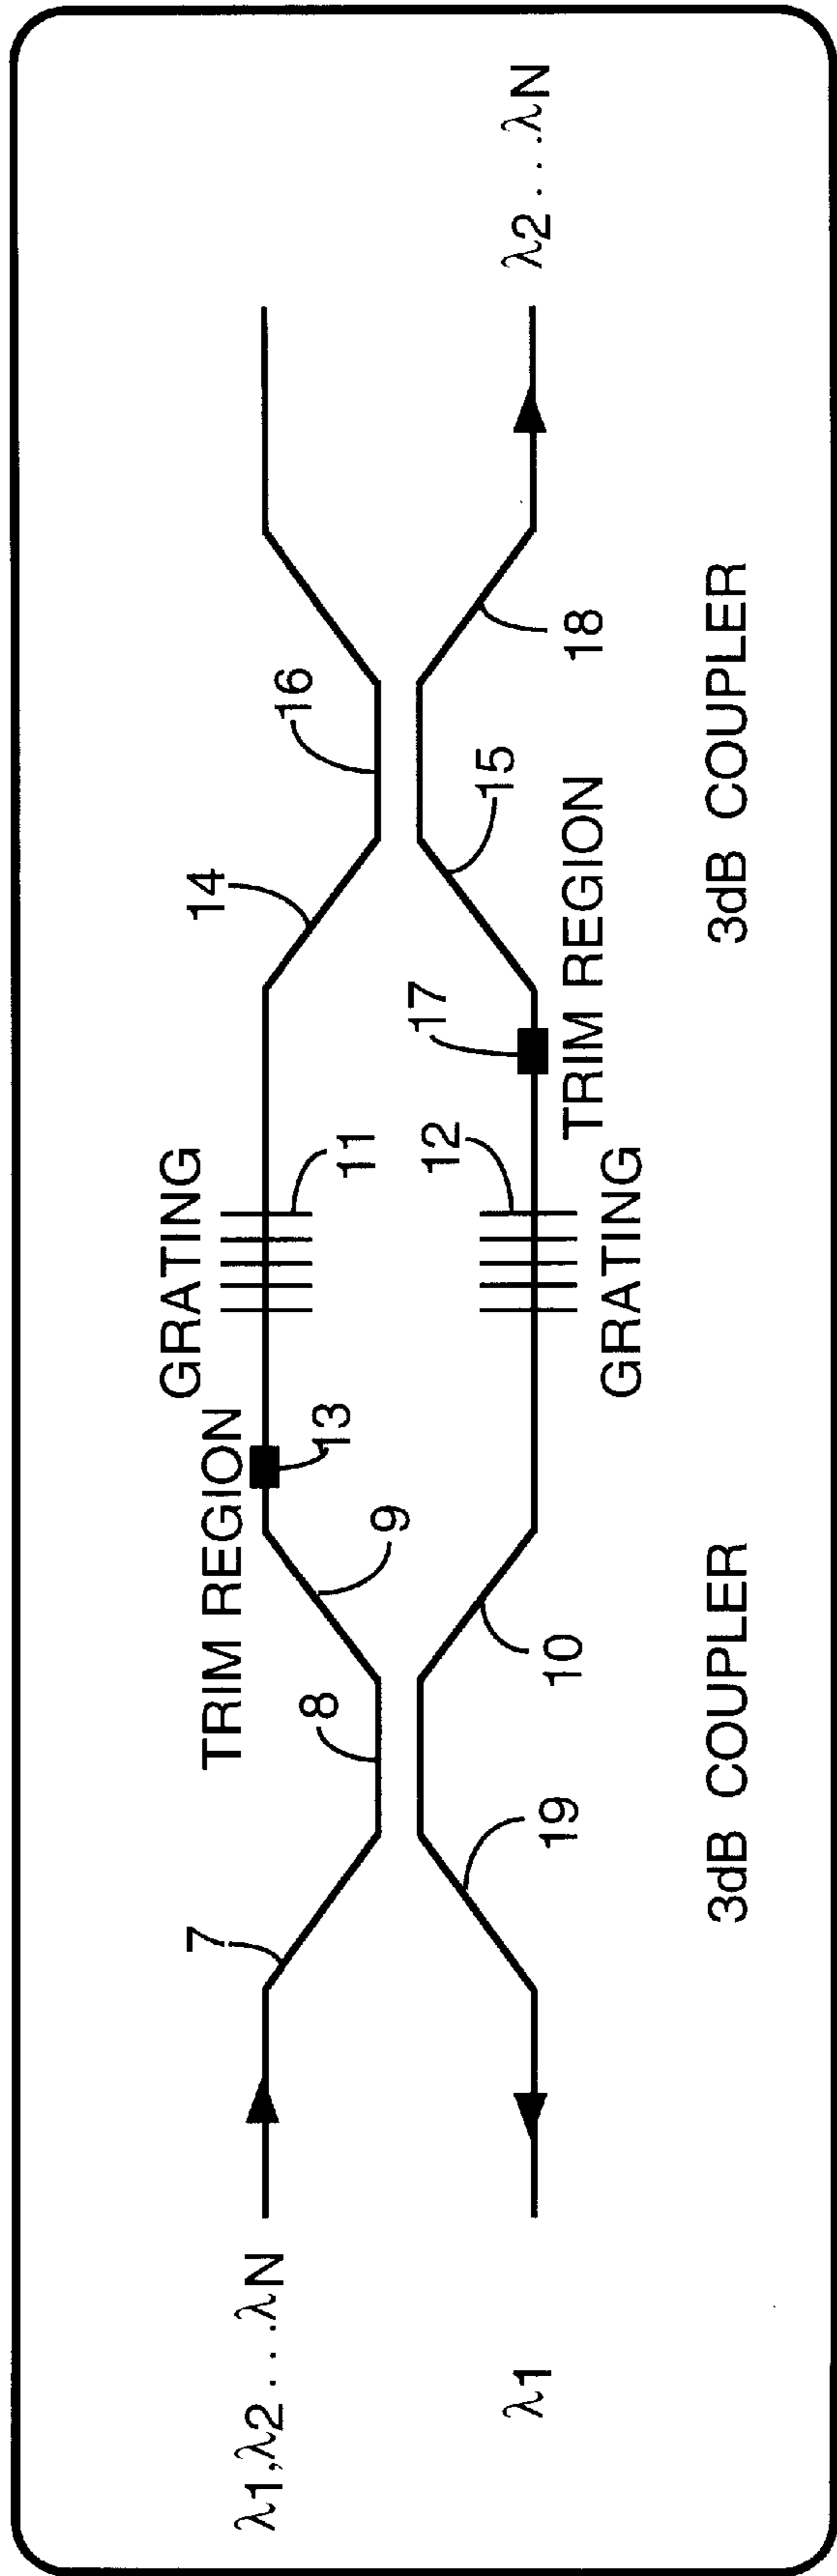 GRATING
TRIM REGION
14
16
7
8
9
13
11
λ1,λ2...λN
17
12
15
λ1
19
10
18
λ2...λN
TRIM REGION
GRATING
3dB COUPLER
3dB COUPLER